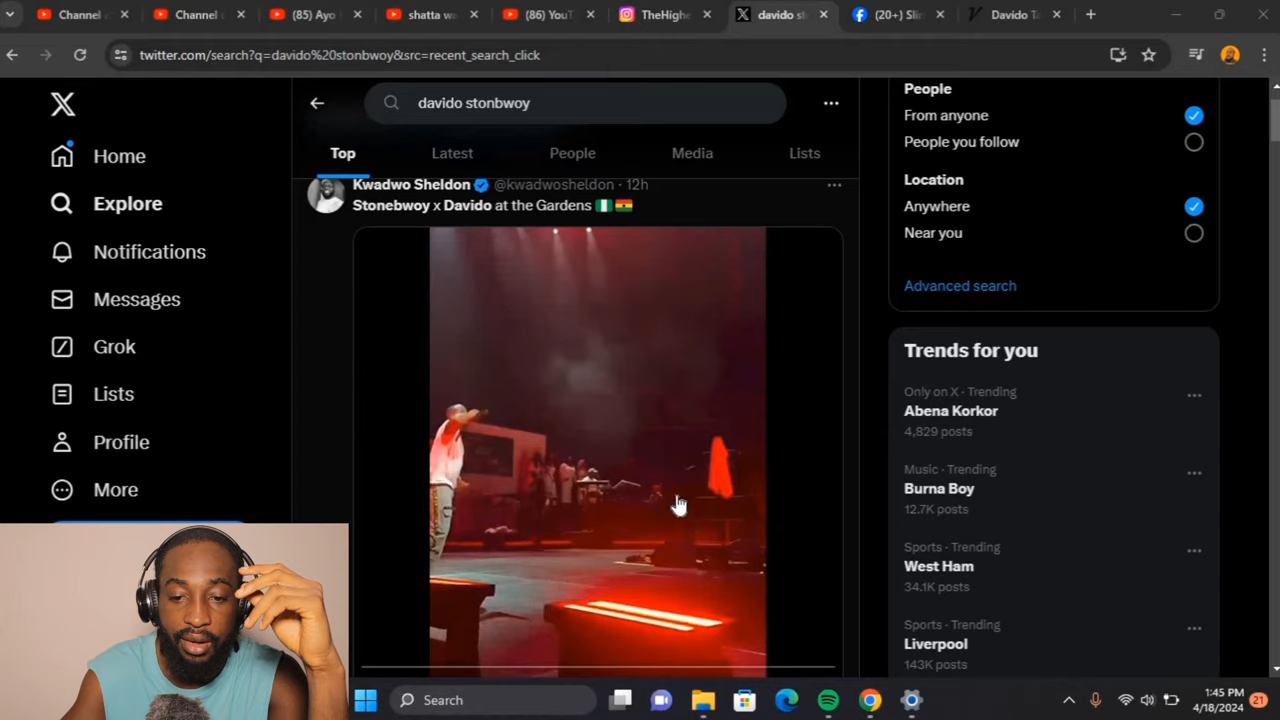 Channel
Channel
(85) Ayo
shatta wa
(86) YouT
TheHighe
davido st
(20+) Slin
Davido Ta
twitter.com/search?q=davido%20stonbwoy&src=recent_search_click
X
Home
Explore
Notifications
Messages
Grok
Lists
Profile
More
davido stonbwoy
Top Latest People Media Lists
Kwadwo Sheldon @kwadwosheldon · 12h
Stonebwoy x Davido at the Gardens
People
From anyone
People you follow
Location
Anywhere
Near you
Advanced search
Trends for you
Only on X · Trending
Abena Korkor
4,829 posts
Music · Trending
Burna Boy
12.7K posts
Sports · Trending
West Ham
34.1K posts
Sports · Trending
Liverpool
143K posts
Search
1:45 PM
4/18/2024
21